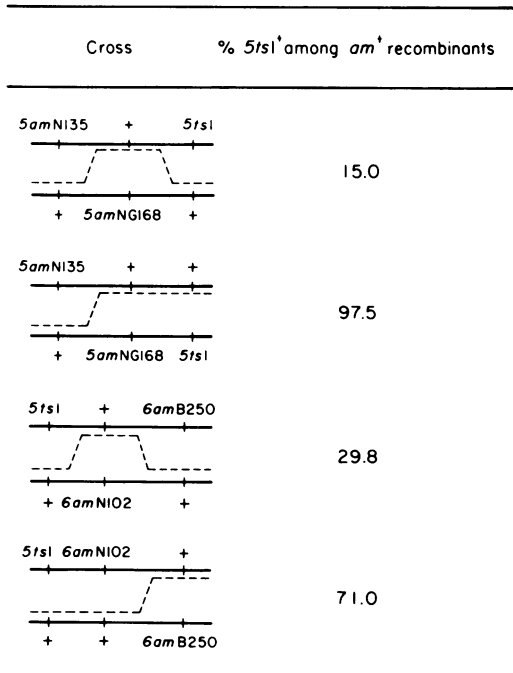 Cross % 5ts1⁺ among am⁺ recombinants
5amN135 + 5ts1
15.0
+ 5amNG168 +
5amN135 + +
97.5
+ 5amNG168 5ts1
5ts1 + 6amB250
29.8
+ 6amN102 +
5ts1 6amN102 +
71.0
+ + 6amB250